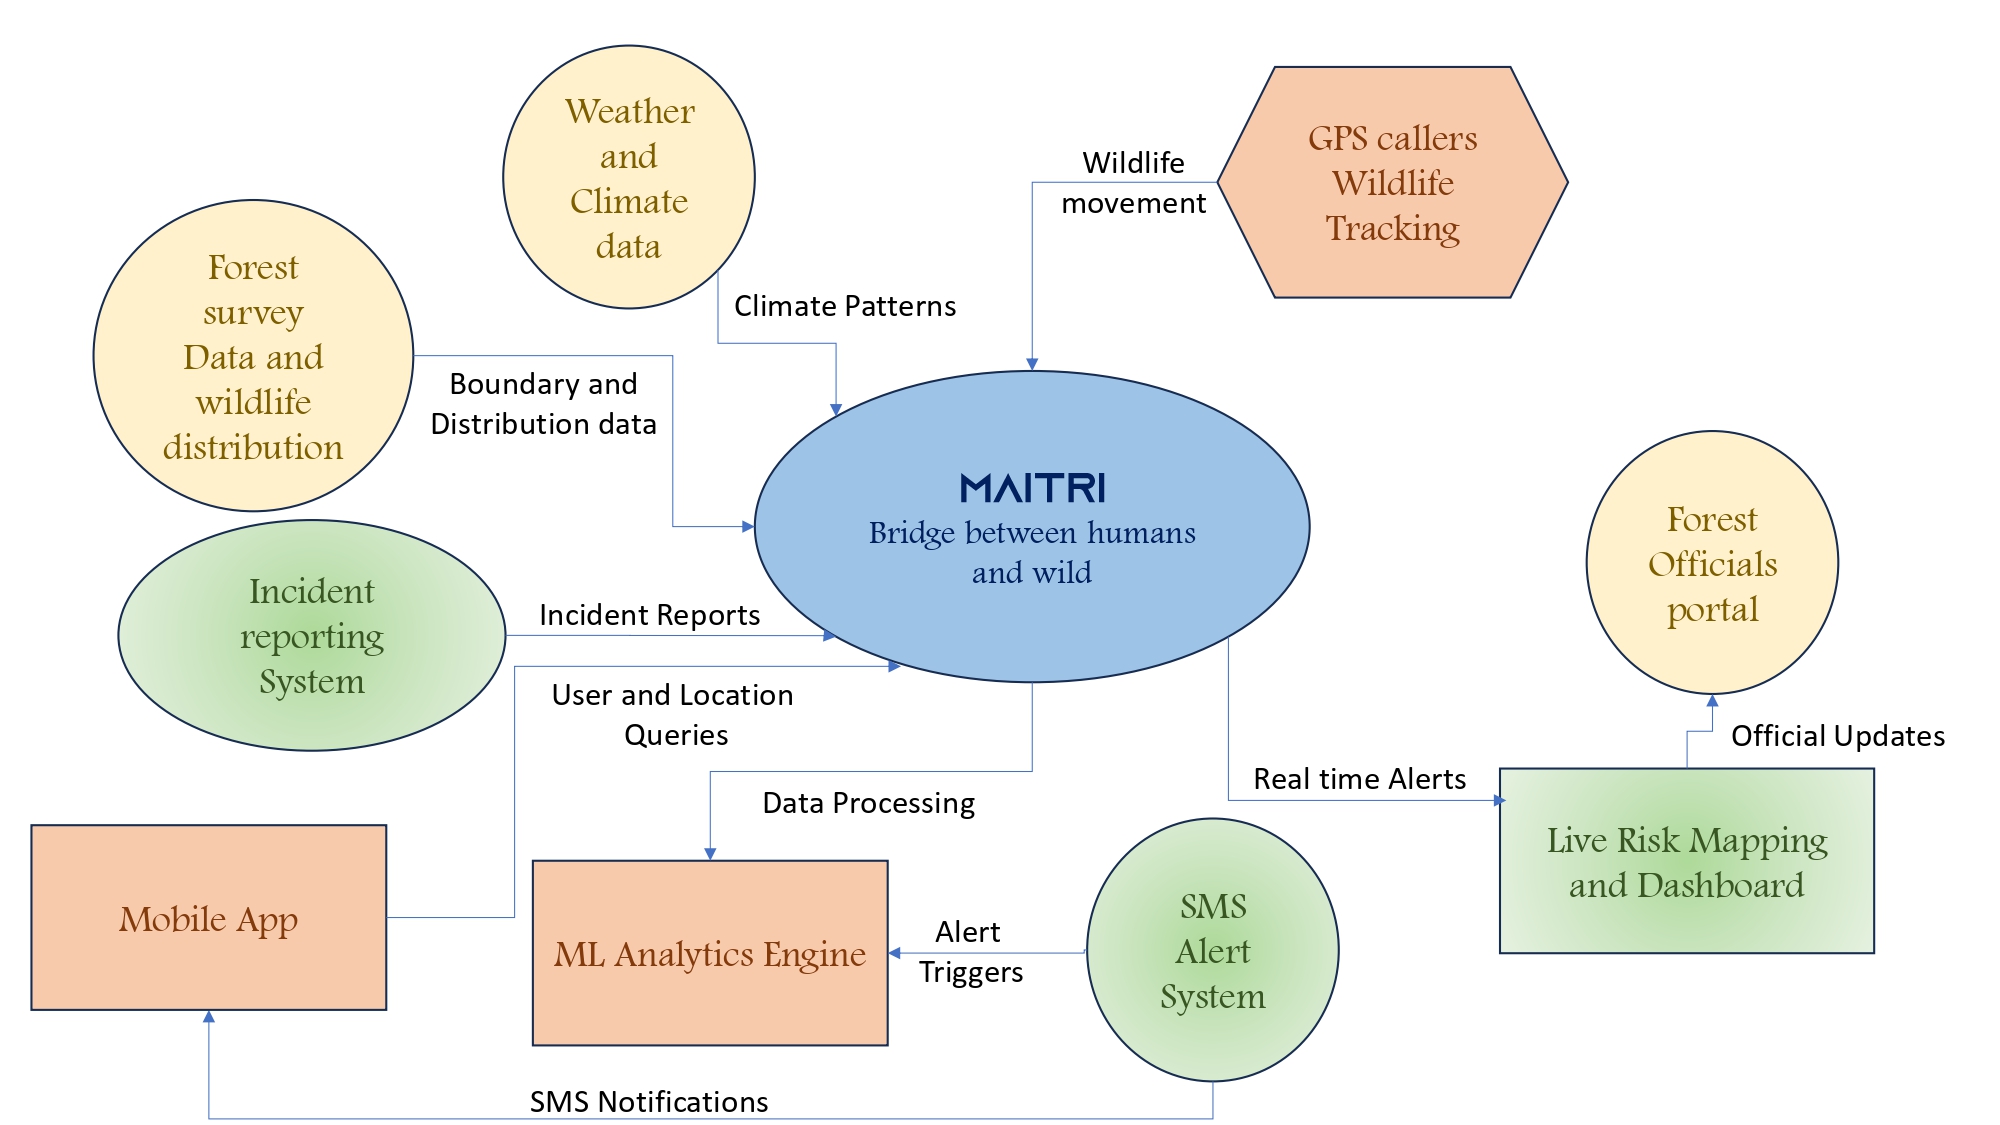 Weather
and
Climate
data
GPS callers
Wildlife
Tracking
Wildlife
movement
Forest
survey
Data and
wildlife
distribution
Climate Patterns
Boundary and
Distribution data
MAITRI
Bridge between humans
and wild
Forest
Officials
portal
Incident
reporting
System
Incident Reports
User and Location
Queries
Official Updates
Real time Alerts
Data Processing
Live Risk Mapping
and Dashboard
Mobile App
ML Analytics Engine
Alert
Triggers
SMS
Alert
System
SMS Notifications